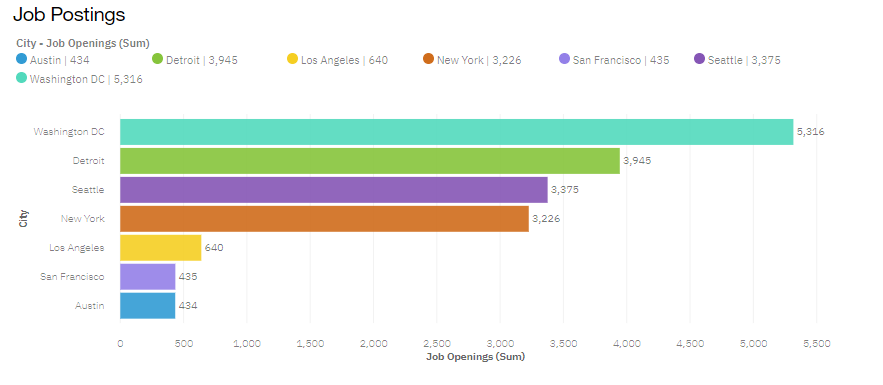 Job Postings
City - Job Openings (Sum)
Austin | 434 Detroit | 3,945 Los Angeles | 640 New York | 3,226 San Francisco | 435 Seattle | 3,375
Washington DC | 5,316
Washington DC 5,316
Detroit 3,945
Seattle 3,375
City
New York 3,226
Los Angeles 640
San Francisco 435
Austin 434
0 500 1,000 1,500 2,000 2,500 3,000 3,500 4,000 4,500 5,000 5,500
Job Openings (Sum)